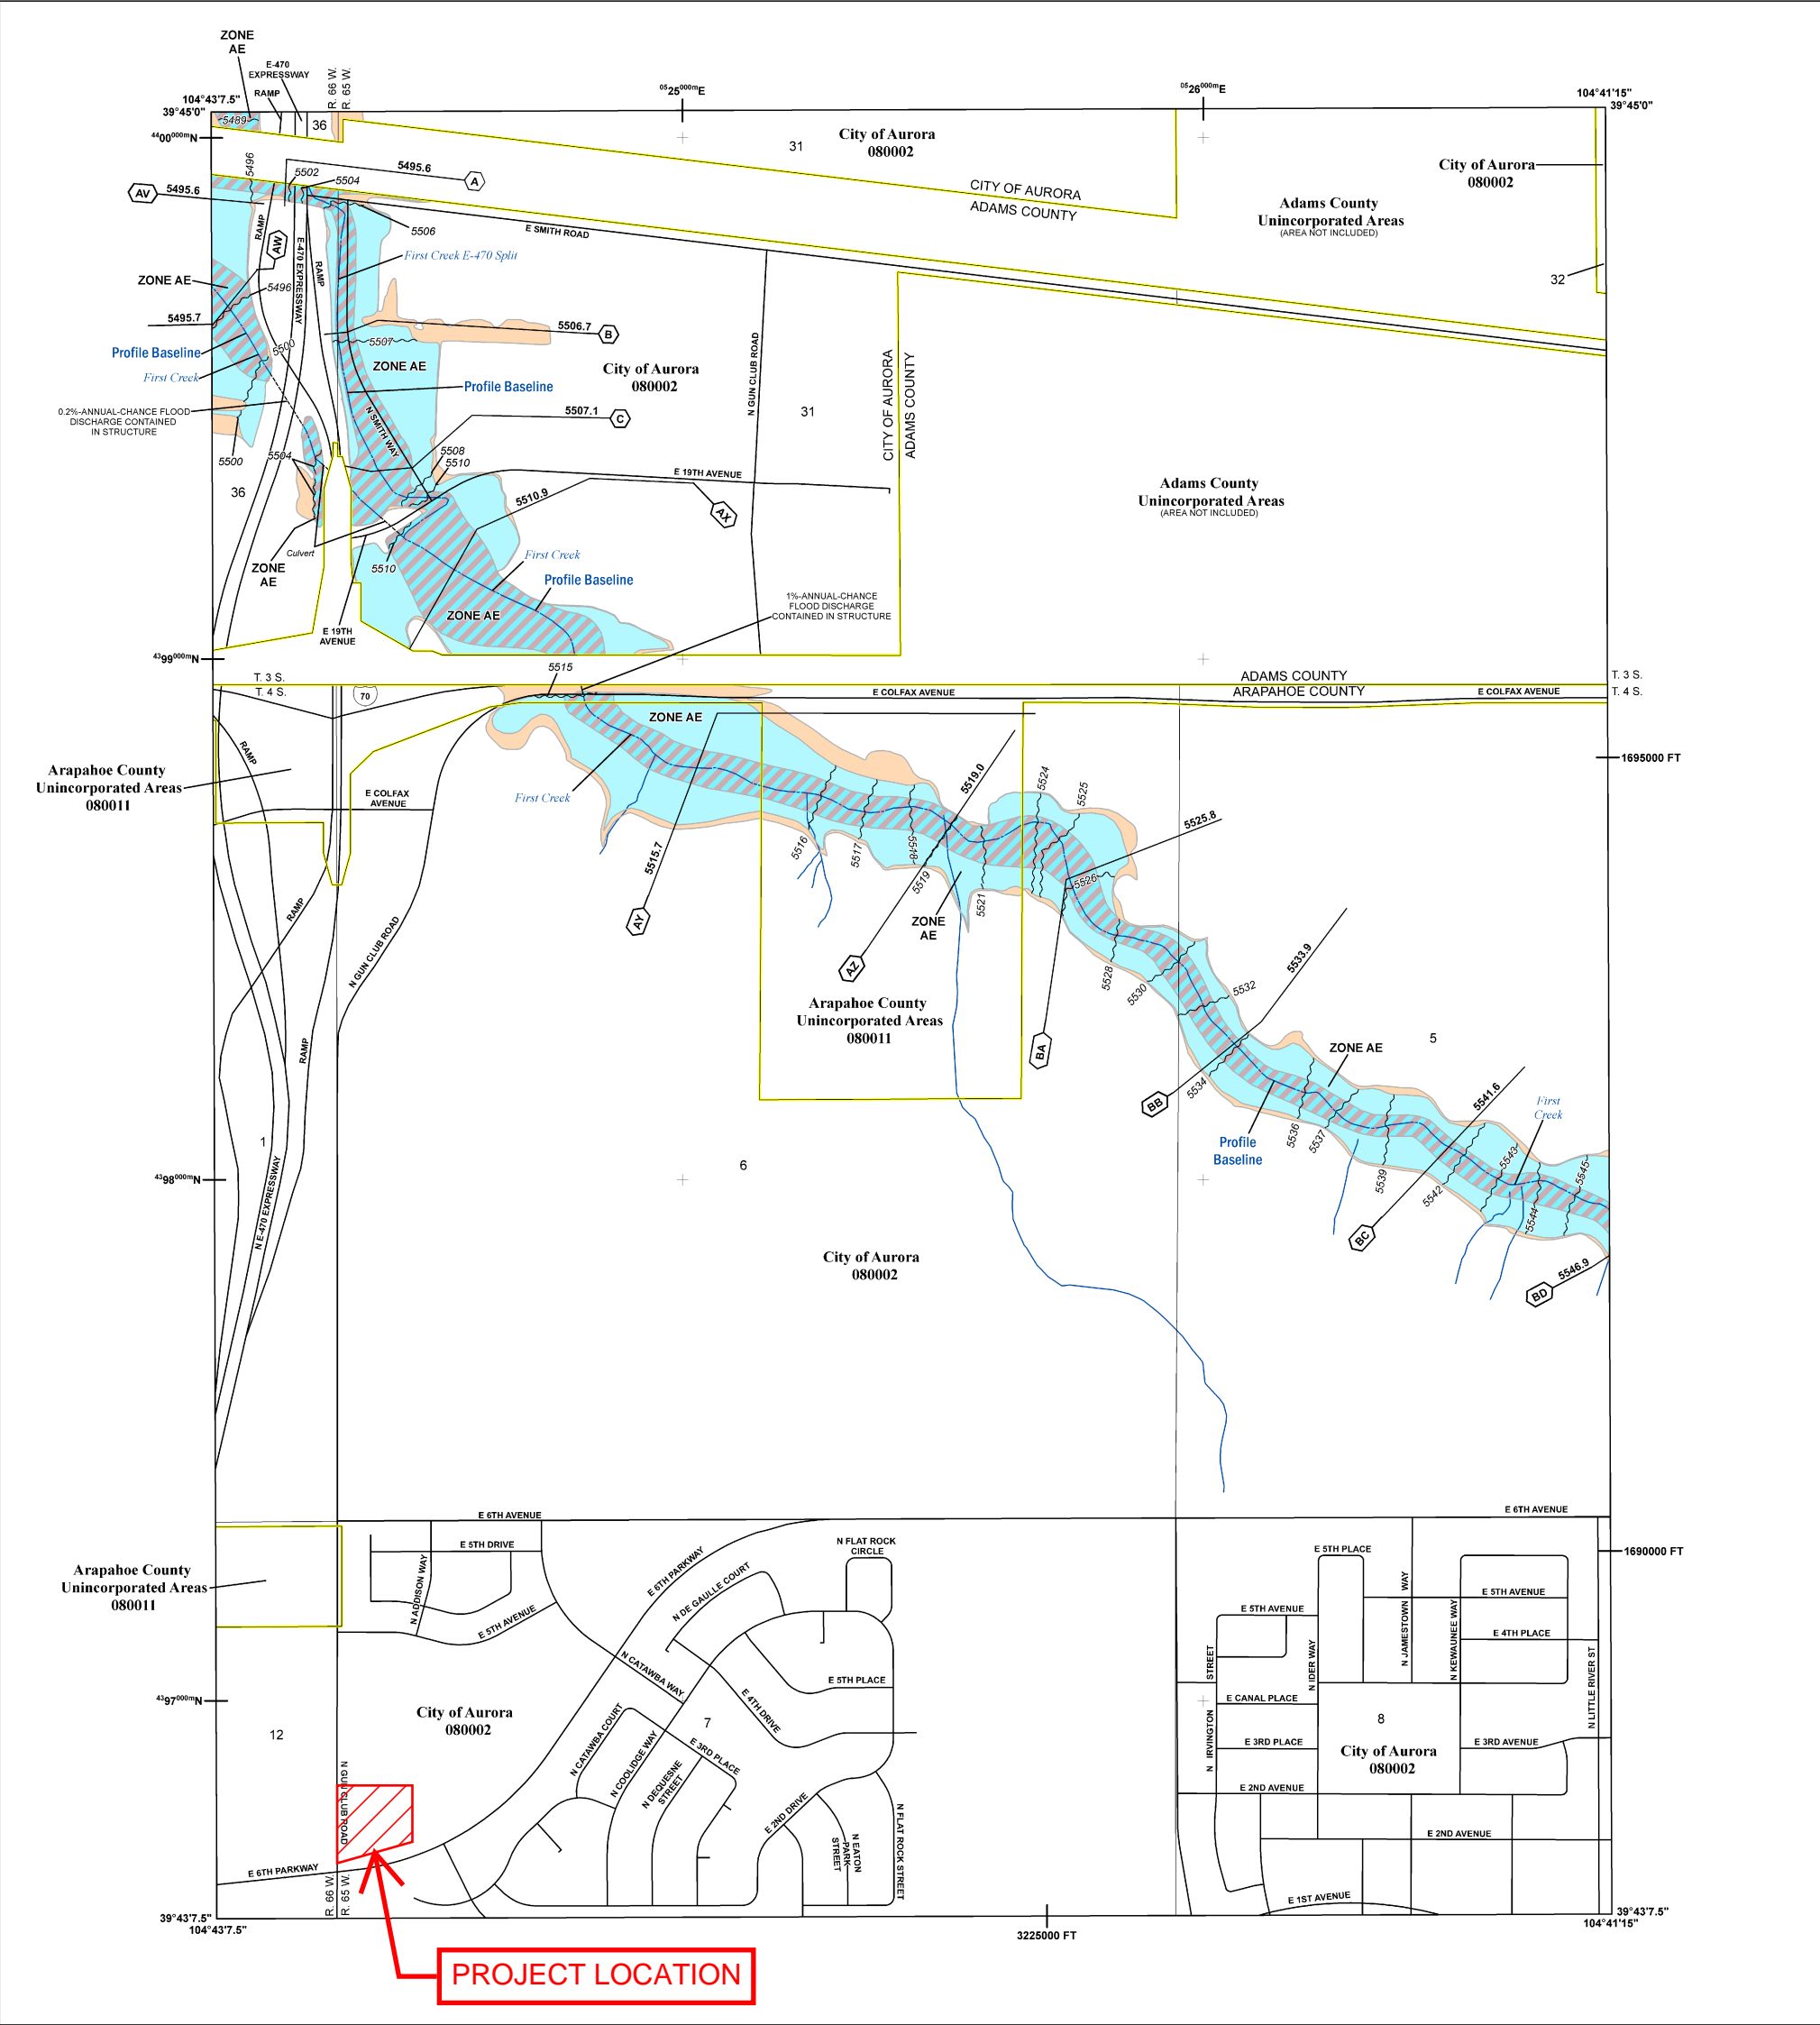 ZONE
AE
E-470
EXPRESSWAY
RAMP
R. 66 W.
R. 65 W.
104°43'7.5"
39°45'0"
0525000mE
0526000mE
104°41'15"
39°45'0"
5489
36
4400000mN
31
City of Aurora
080002
City of Aurora
080002
5496
5502
5504
5495.6
A
AV
5495.6
CITY OF AURORA
ADAMS COUNTY
Adams County
Unincorporated Areas
(AREA NOT INCLUDED)
RAMP
AW
E-470 EXPRESSWAY
RAMP
5506
E SMITH ROAD
First Creek E-470 Split
ZONE AE
5496
32
5495.7
5506.7
B
5507
5500
Profile Baseline
First Creek
ZONE AE
City of Aurora
080002
N GUN CLUB ROAD
CITY OF AURORA
ADAMS COUNTY
Profile Baseline
0.2%-ANNUAL-CHANCE FLOOD
DISCHARGE CONTAINED
IN STRUCTURE
N SMITH WAY
5507.1
C
31
5500
5504
5508
5510
E 19TH AVENUE
36
5510.9
AX
Adams County
Unincorporated Areas
(AREA NOT INCLUDED)
Culvert
ZONE
AE
5510
First Creek
Profile Baseline
ZONE AE
1%-ANNUAL-CHANCE
FLOOD DISCHARGE
CONTAINED IN STRUCTURE
E 19TH
AVENUE
4399000mN
5515
T. 3 S.
T. 4 S.
70
ADAMS COUNTY
ARAPAHOE COUNTY
E COLFAX AVENUE
E COLFAX AVENUE
T. 3 S.
T. 4 S.
ZONE AE
RAMP
Arapahoe County
Unincorporated Areas
080011
1695000 FT
E COLFAX
AVENUE
First Creek
5519.0
5524
5525
5525.8
5515.7
5516
5517
5518
5519
5521
5526
AY
ZONE
AE
RAMP
N GUN CLUB ROAD
AZ
5528
5530
5532
5533.9
Arapahoe County
Unincorporated Areas
080011
BA
RAMP
5
ZONE AE
BB
5534
5536
5537
5539
5541.6
First
Creek
Profile
Baseline
1
6
5542
5543
5544
5545
4398000mN
N E-470 EXPRESSWAY
BC
City of Aurora
080002
5546.9
BD
E 6TH AVENUE
E 6TH AVENUE
E 5TH DRIVE
N ADDISON WAY
E 5TH AVENUE
E 6TH PARKWAY
N FLAT ROCK
CIRCLE
N DE GAULLE COURT
E 5TH PLACE
1690000 FT
Arapahoe County
Unincorporated Areas
080011
E 5TH AVENUE
E 5TH AVENUE
N JAMESTOWN WAY
N KEWAUNEE WAY
E 4TH PLACE
N IRVINGTON STREET
N IDER WAY
N LITTLE RIVER ST
N CATAWBA WAY
E 5TH PLACE
E 4TH DRIVE
4397000mN
City of Aurora
080002
E CANAL PLACE
12
7
8
N CATAWBA COURT
N COOLIDGE WAY
E 3RD PLACE
N DEQUESNE
STREET
E 3RD PLACE
City of Aurora
080002
E 3RD AVENUE
N GUN CLUB ROAD
E 2ND AVENUE
E 2ND DRIVE
N EATON
PARK
STREET
N FLAT ROCK STREET
E 2ND AVENUE
E 6TH PARKWAY
R. 66 W.
R. 65 W.
E 1ST AVENUE
39°43'7.5"
104°43'7.5"
3225000 FT
39°43'7.5"
104°41'15"
PROJECT LOCATION